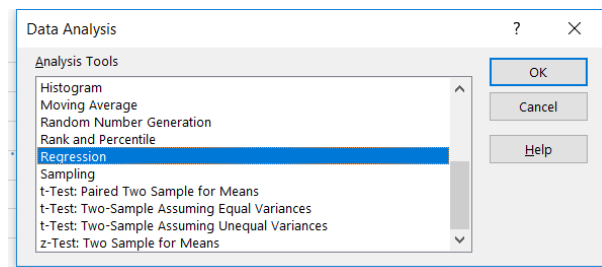 Data Analysis ? ×
Analysis Tools
Histogram
Moving Average
Random Number Generation
Rank and Percentile
Regression
Sampling
t-Test: Paired Two Sample for Means
t-Test: Two-Sample Assuming Equal Variances
t-Test: Two-Sample Assuming Unequal Variances
z-Test: Two Sample for Means
OK
Cancel
Help